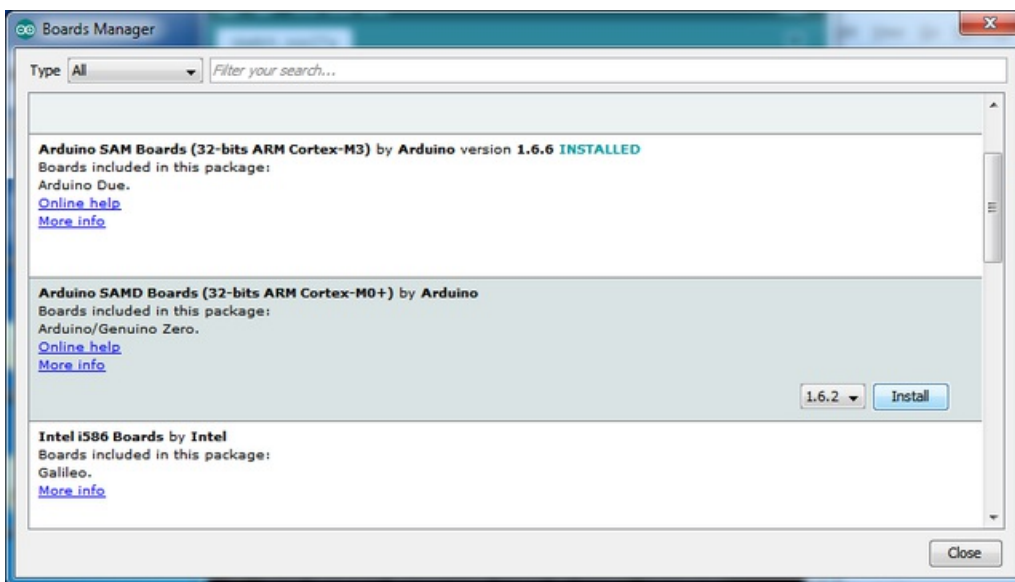 Boards Manager
Type All Filter your search...
Arduino SAM Boards (32-bits ARM Cortex-M3) by Arduino version 1.6.6 INSTALLED
Boards included in this package:
Arduino Due.
Online help
More info
Arduino SAMD Boards (32-bits ARM Cortex-M0+) by Arduino
Boards included in this package:
Arduino/Genuino Zero.
Online help
More info
1.6.2 Install
Intel i586 Boards by Intel
Boards included in this package:
Galileo.
More info
Close